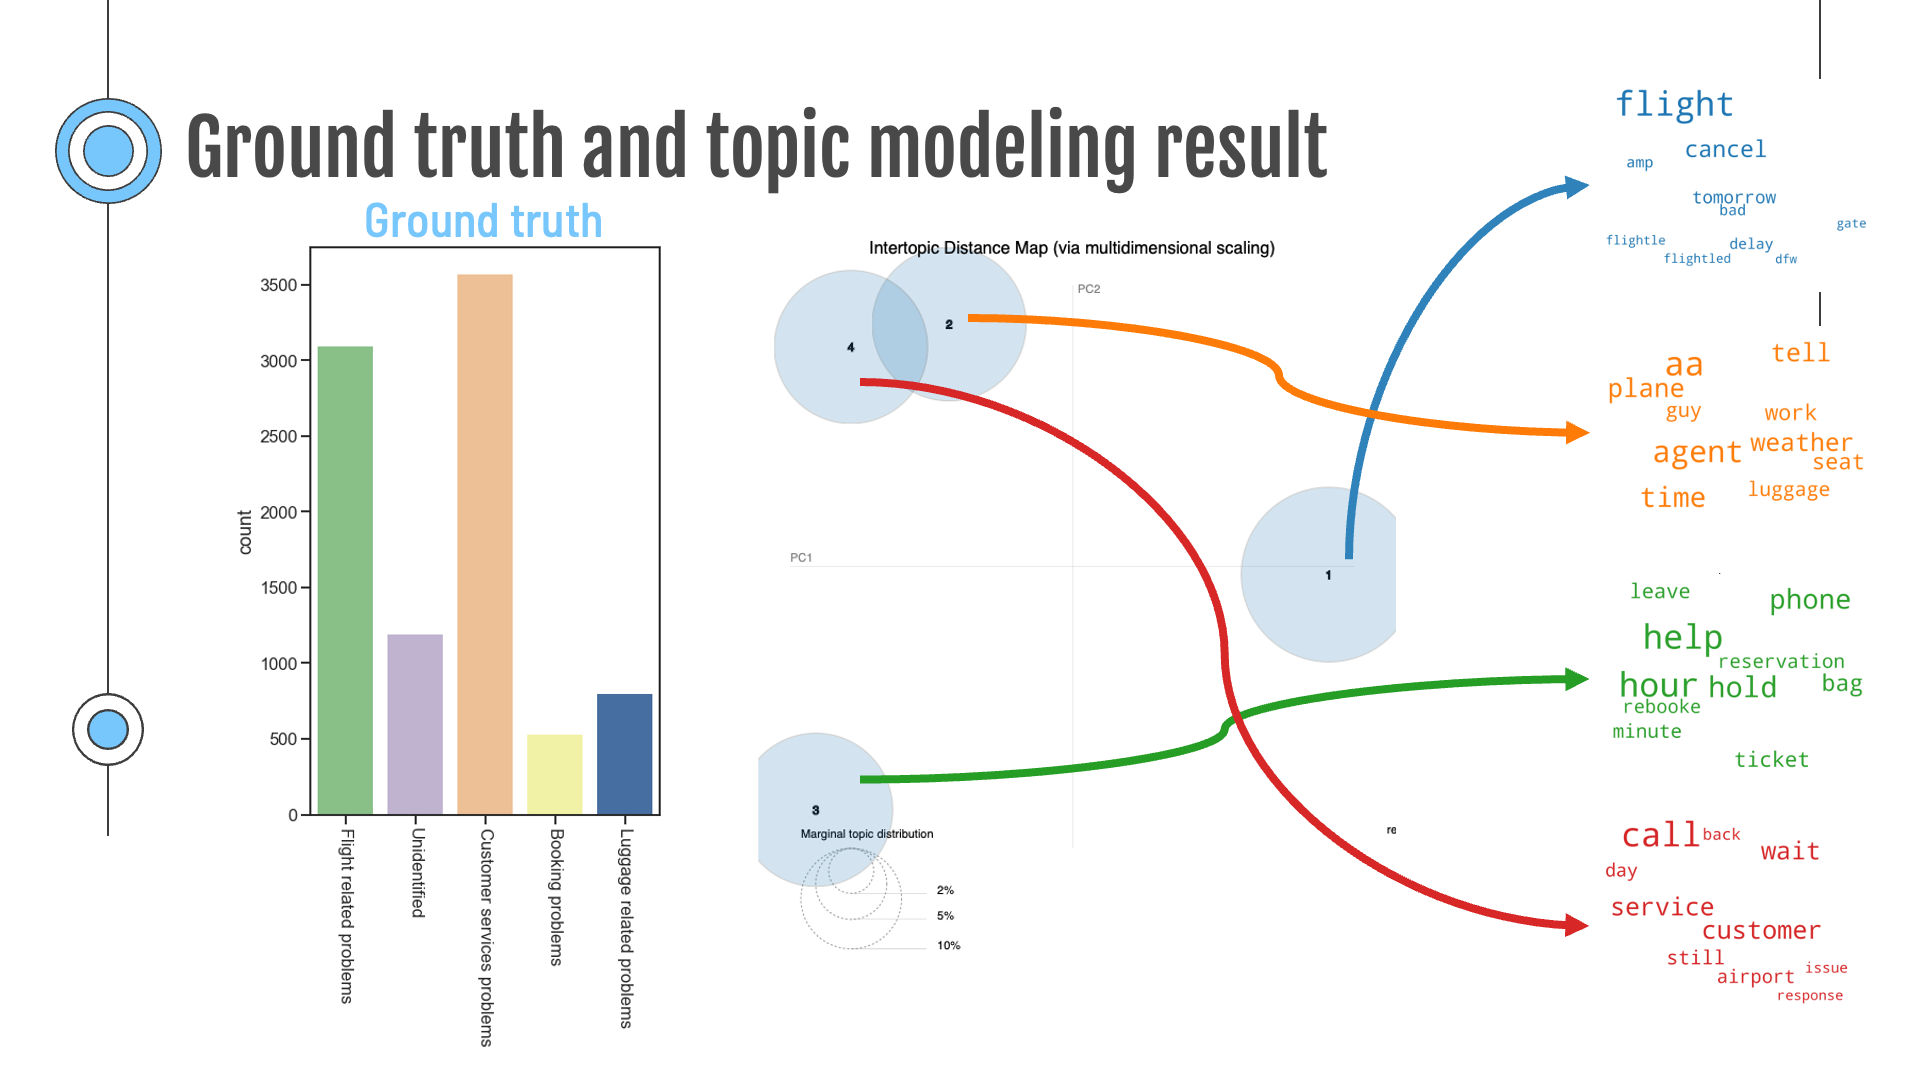 Ground truth and topic modeling result
Ground truth
3500
3000
2500
2000
1500
1000
500
0
count
Flight related problems
Unidentified
Customer services problems
Booking problems
Luggage related problems
Intertopic Distance Map (via multidimensional scaling)
PC2
PC1
4
2
1
3
Marginal topic distribution
2%
5%
10%
re
flight
cancel
amp
tomorrow
bad
gate
flightle
delay
flightled
dfw
tell
aa
plane
guy
work
weather
agent
seat
luggage
time
leave
phone
help
reservation
hour
hold
bag
rebooke
minute
ticket
call
back
wait
day
service
customer
still
issue
airport
response